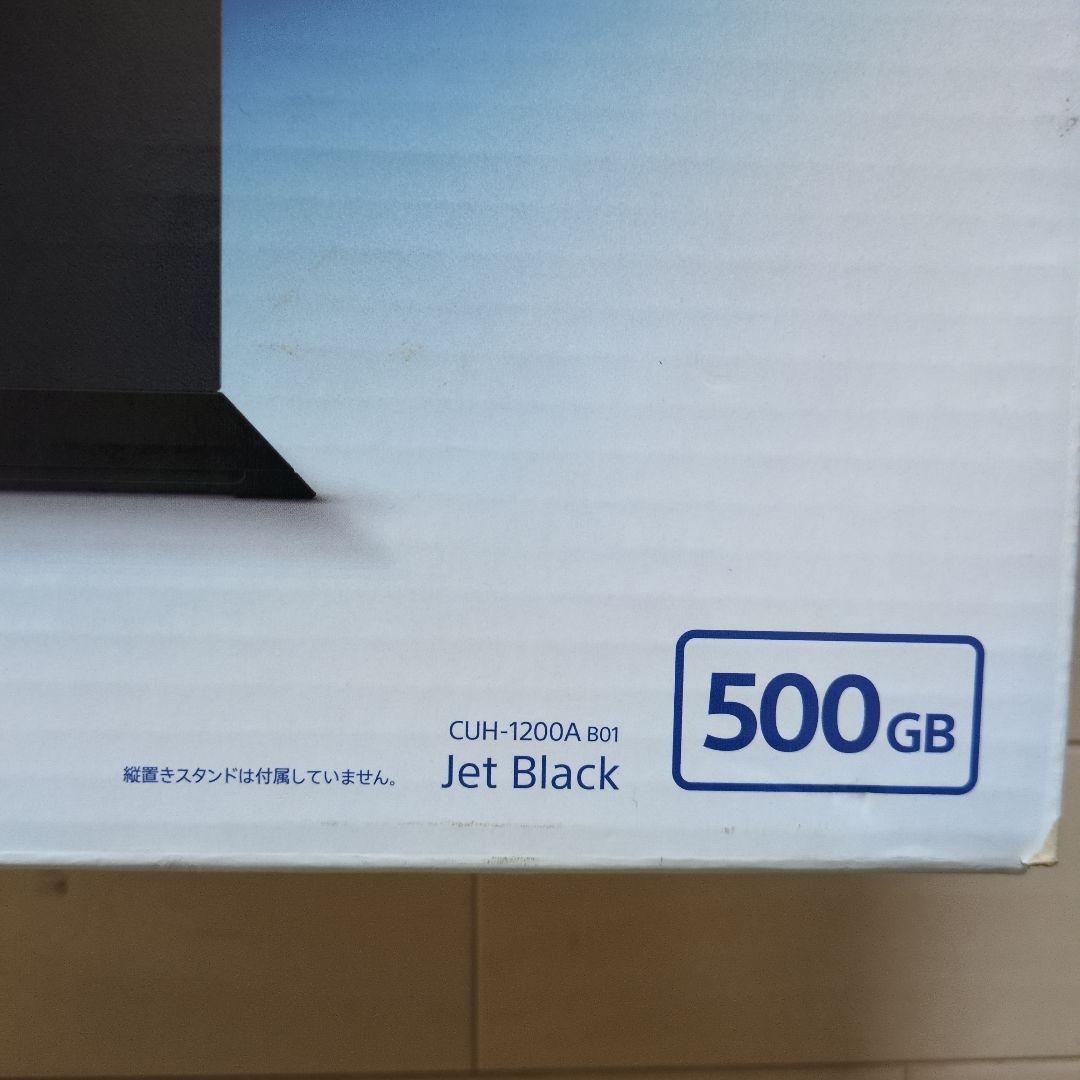 CUH-1200A B01
縦置きスタンドは付属していません。
Jet Black
500GB